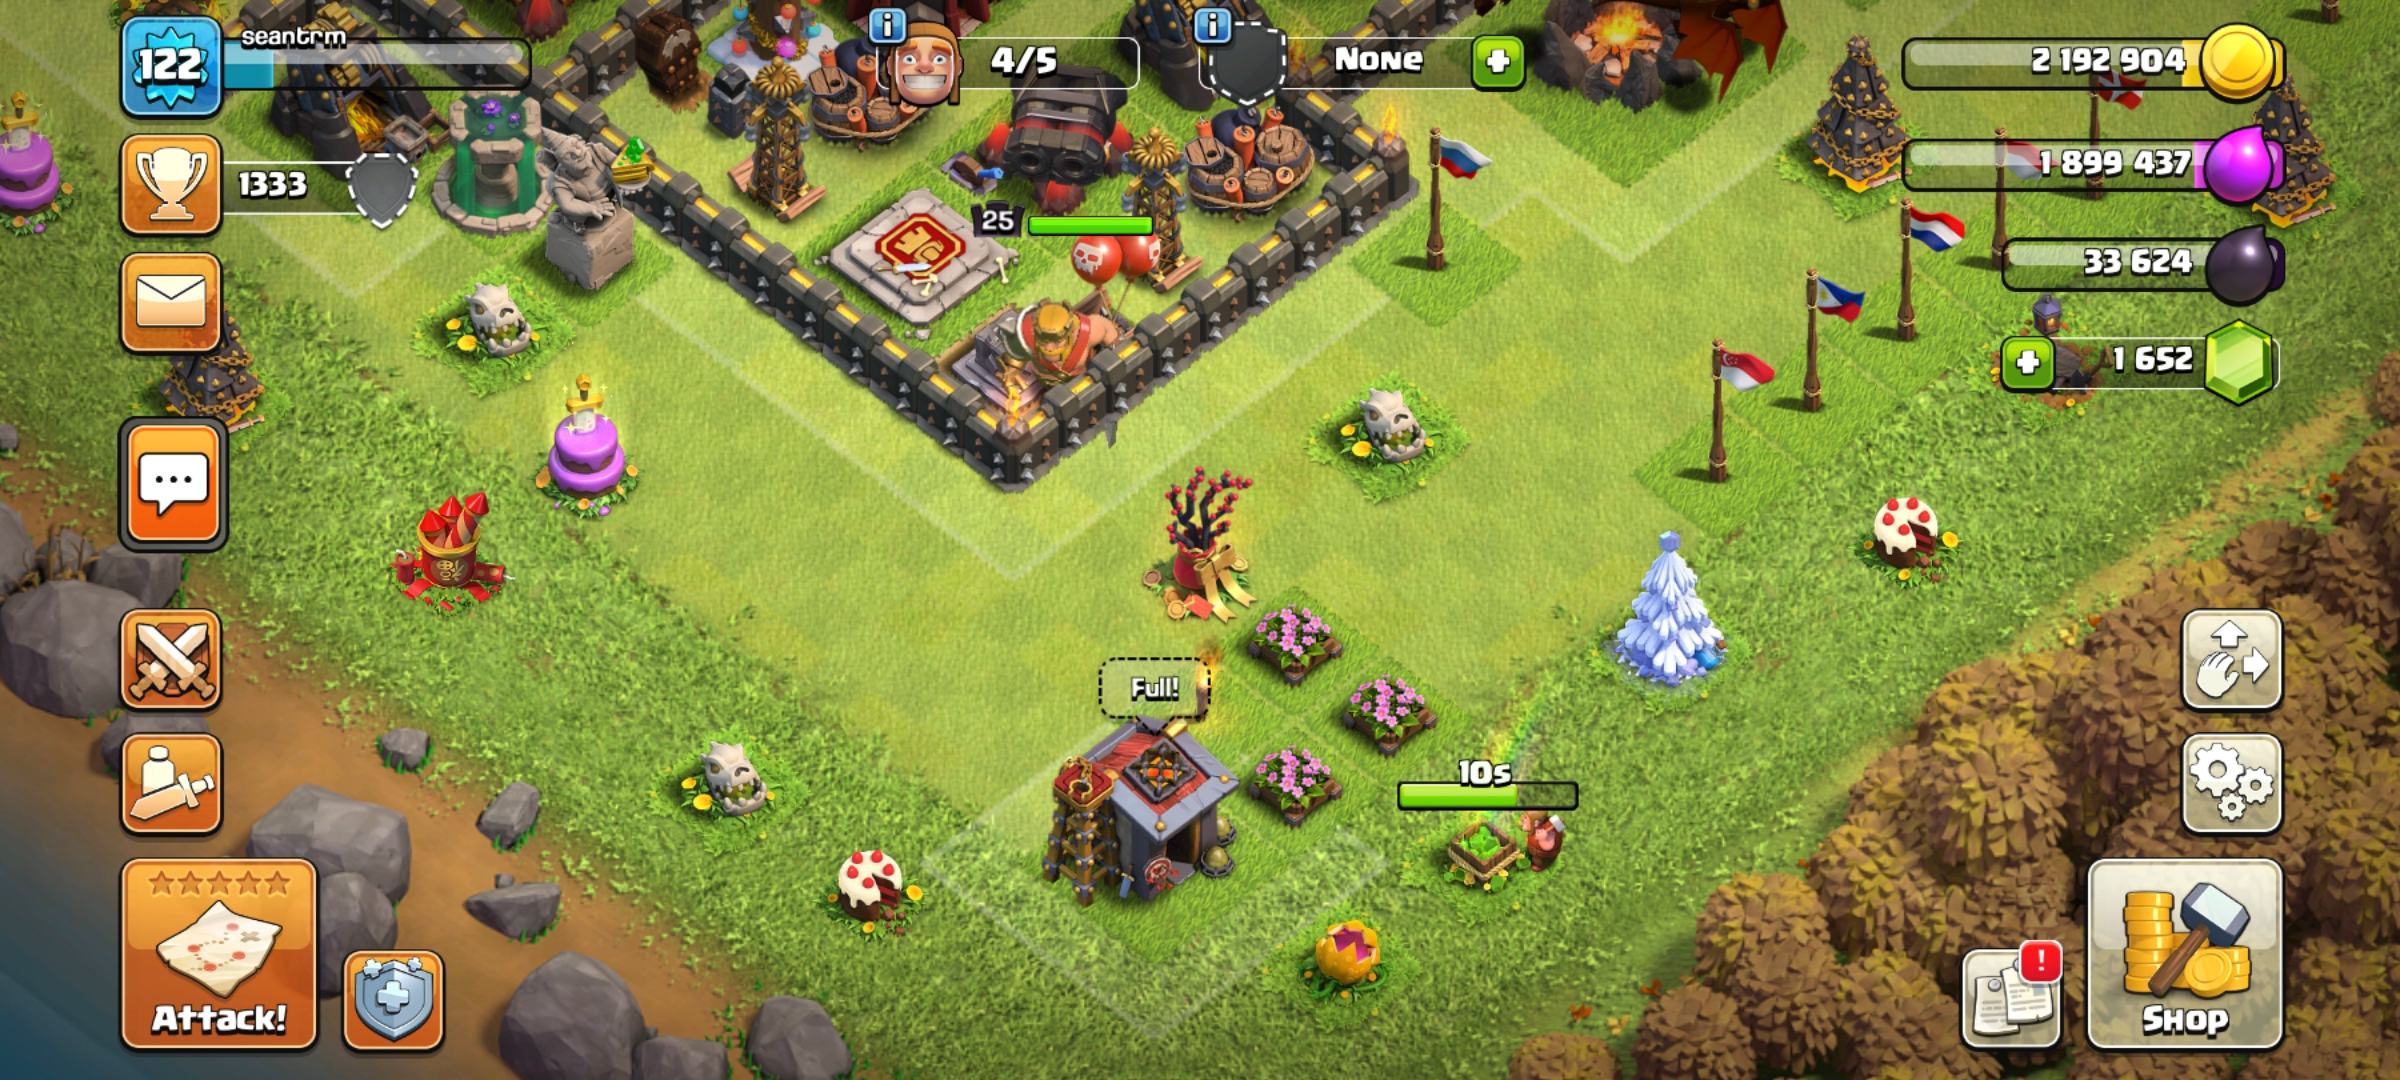 122
seantrm
4/5
None
2 192 904
1333
1 899 437
25
33 624
1 652
Full!
10s
Attack!
Shop